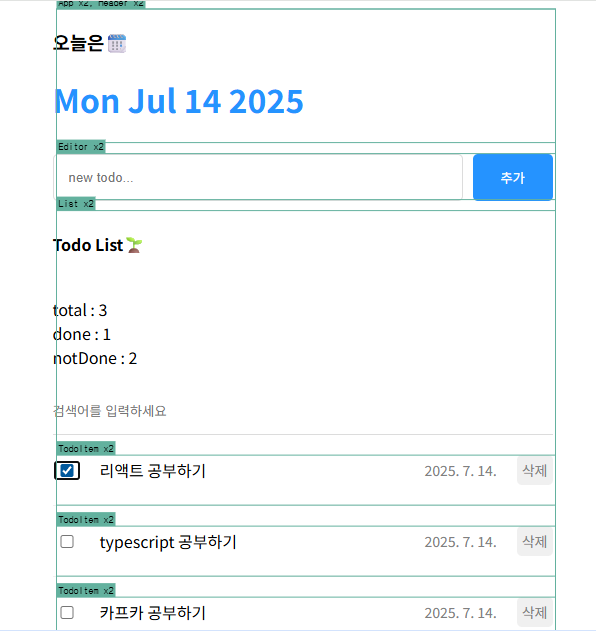 App x2, Header x2
오늘은
Mon Jul 14 2025
Editor x2
new todo...
추가
List x2
Todo List
total : 3
done : 1
notDone : 2
검색어를 입력하세요
TodoItem x2
리액트 공부하기 2025. 7. 14. 삭제
TodoItem x2
typescript 공부하기 2025. 7. 14. 삭제
TodoItem x2
카프카 공부하기 2025. 7. 14. 삭제